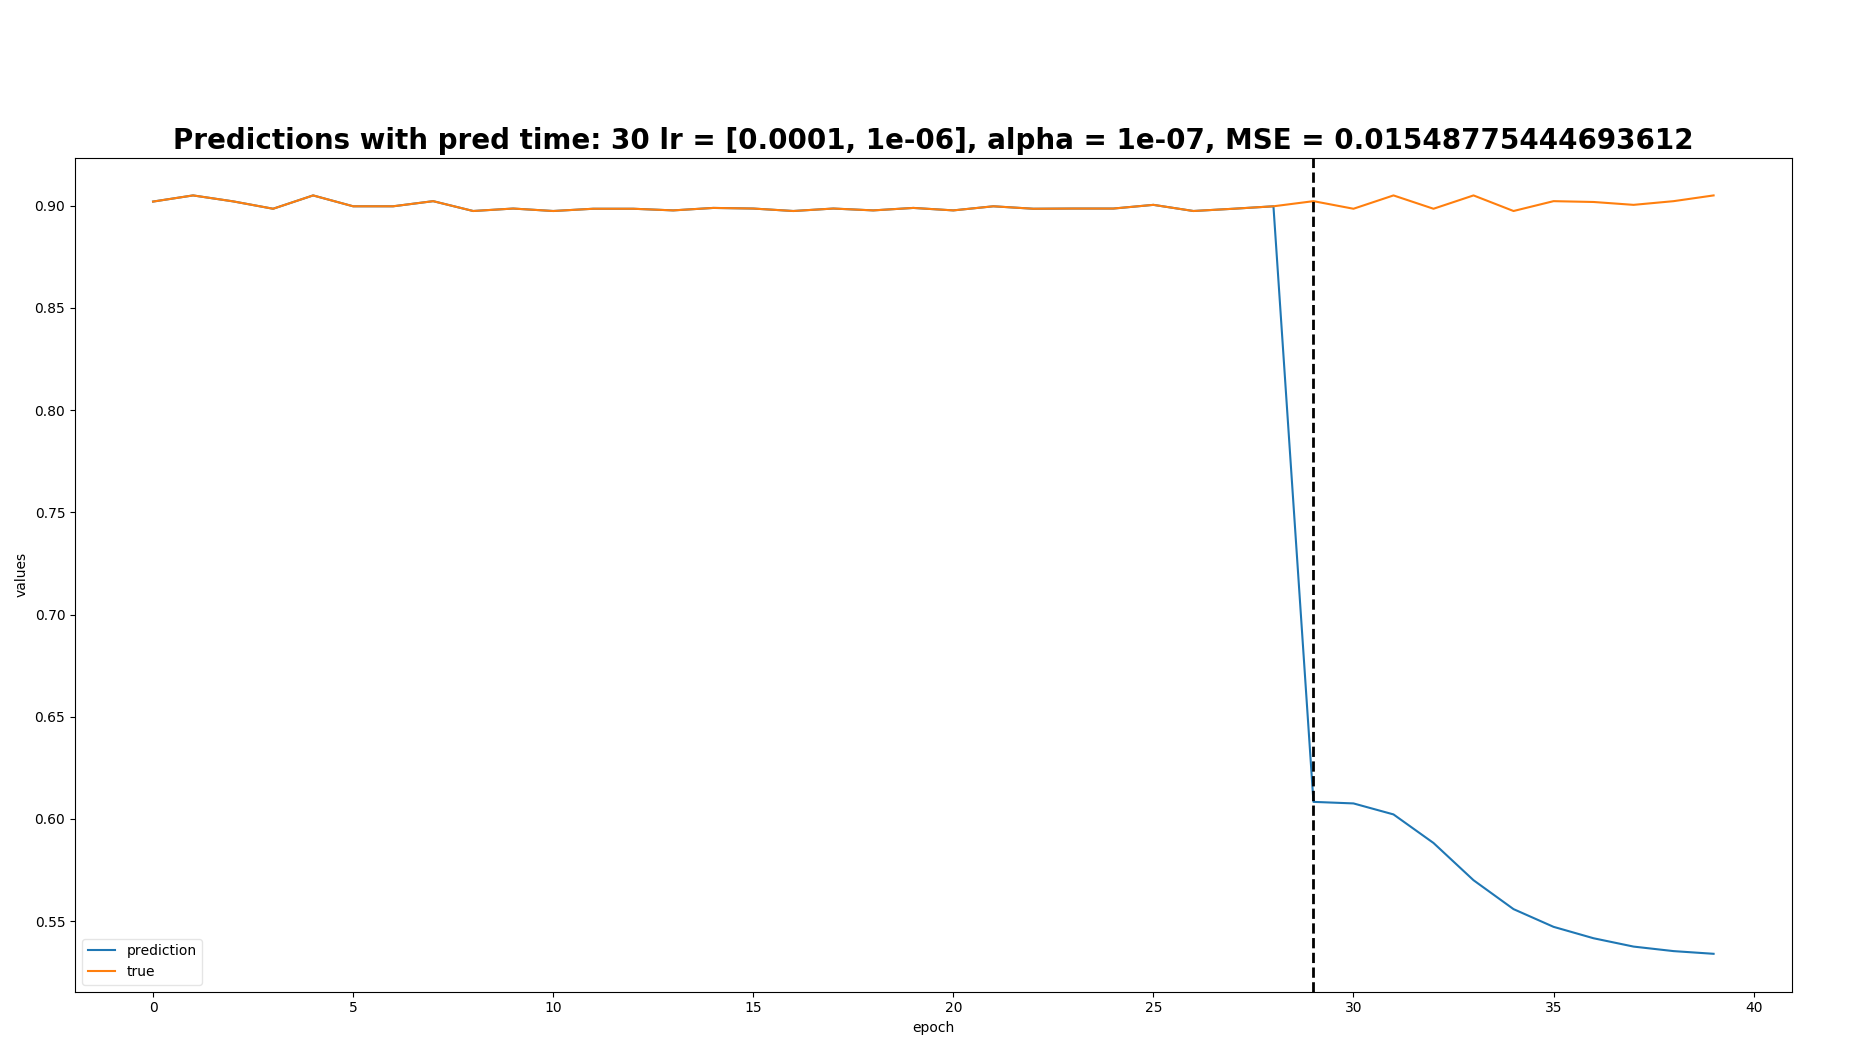 Predictions with pred time: 30 lr = [0.0001, 1e-06], alpha = 1e-07, MSE = 0.01548775444693612
0.90
0.85
0.80
0.75
0.70
0.65
0.60
0.55
values
prediction
true
0 5 10 15 20 25 30 35 40
epoch